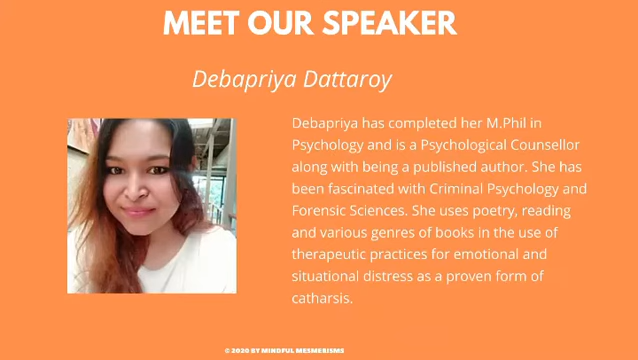 MEET OUR SPEAKER
Debapriya Dattaroy
Debapriya has completed her M.Phil in
Psychology and is a Psychological Counsellor
along with being a published author. She has
been fascinated with Criminal Psychology and
Forensic Sciences. She uses poetry, reading
and various genres of books in the use of
therapeutic practices for emotional and
situational distress as a proven form of
catharsis.
© 2020 BY MINDFUL MESMERISMS